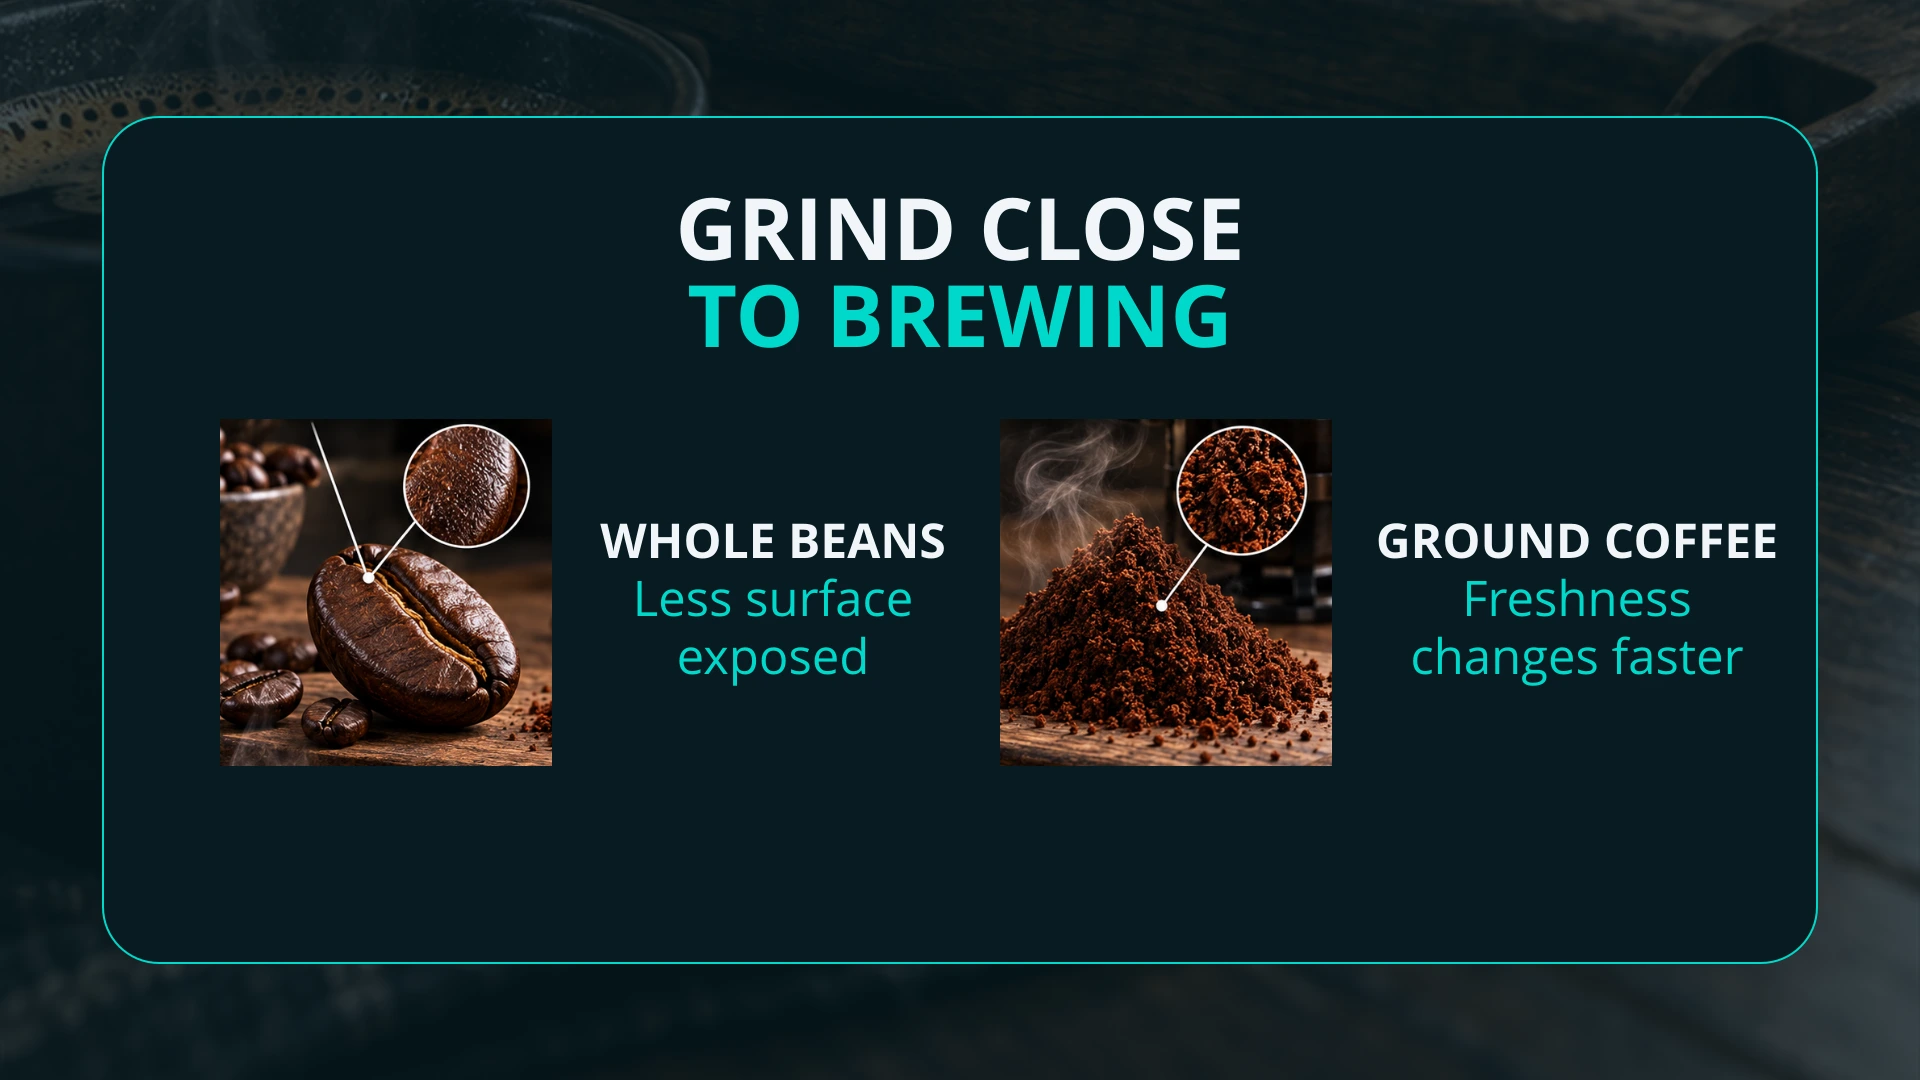 GRIND CLOSE
TO BREWING
WHOLE BEANS
Less surface
exposed
GROUND COFFEE
Freshness
changes faster